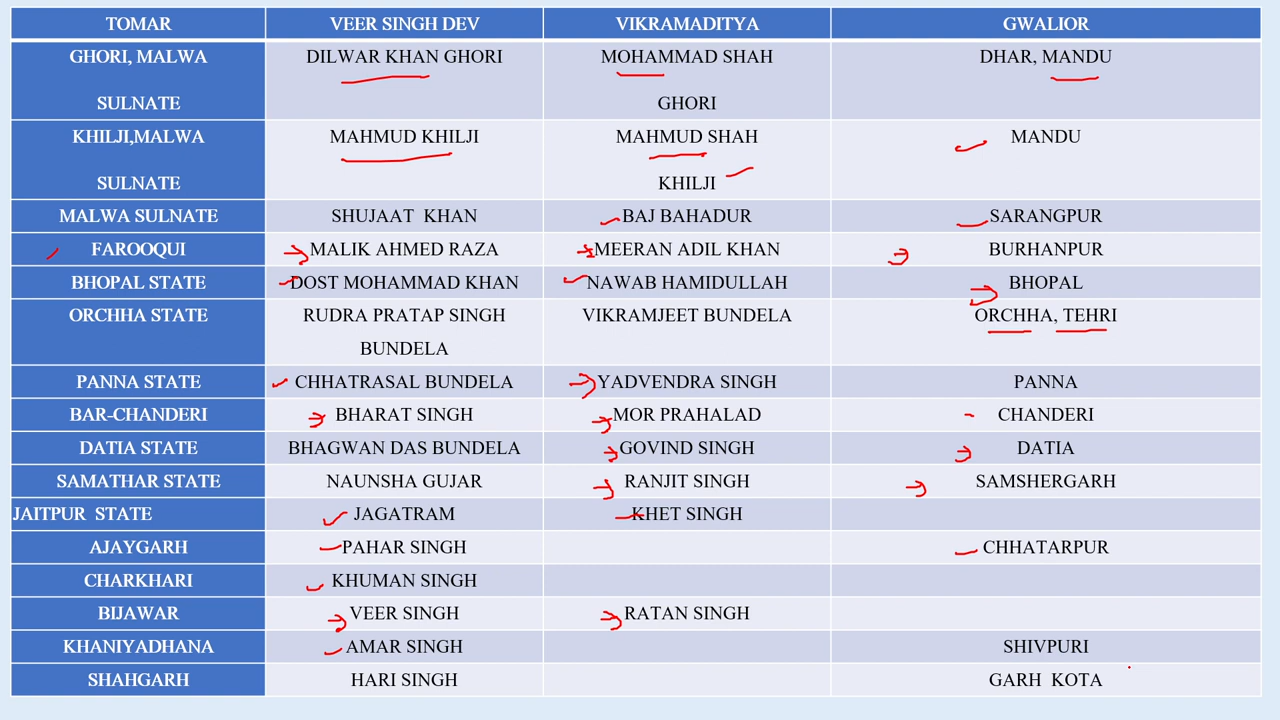 TOMAR VEER SINGH DEV VIKRAMADITYA GWALIOR
GHORI, MALWA DILWAR KHAN GHORI MOHAMMAD SHAH DHAR, MANDU
SULNATE GHORI
KHILJI,MALWA MAHMUD KHILJI MAHMUD SHAH MANDU
SULNATE KHILJI
MALWA SULNATE SHUJAAT KHAN BAJ BAHADUR SARANGPUR
FAROOQUI MALIK AHMED RAZA MEERAN ADIL KHAN BURHANPUR
BHOPAL STATE DOST MOHAMMAD KHAN NAWAB HAMIDULLAH BHOPAL
ORCHHA STATE RUDRA PRATAP SINGH VIKRAMJEET BUNDELA ORCHHA, TEHRI
BUNDELA
PANNA STATE CHHATRASAL BUNDELA YADVENDRA SINGH PANNA
BAR-CHANDERI BHARAT SINGH MOR PRAHALAD CHANDERI
DATIA STATE BHAGWAN DAS BUNDELA GOVIND SINGH DATIA
SAMATHAR STATE NAUNSHA GUJAR RANJIT SINGH SAMSHERGARH
JAITPUR STATE JAGATRAM KHET SINGH
AJAYGARH PAHAR SINGH CHHATARPUR
CHARKHARI KHUMAN SINGH
BIJAWAR VEER SINGH RATAN SINGH
KHANIYADHANA AMAR SINGH SHIVPURI
SHAHGARH HARI SINGH GARH KOTA